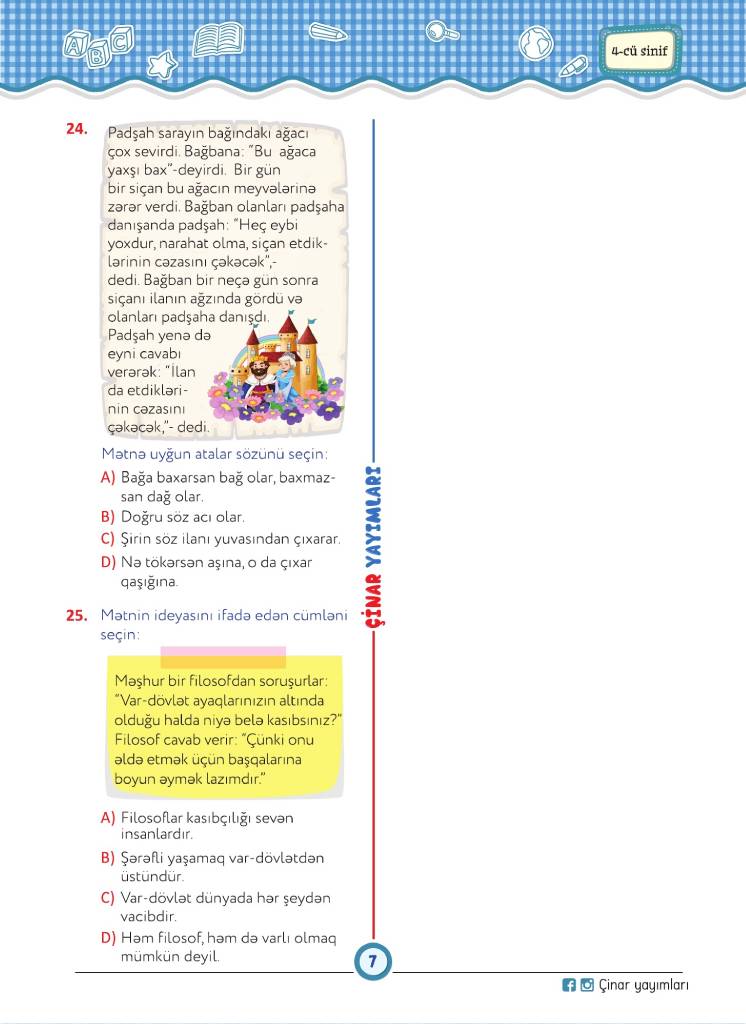 ABC
4-cü sinif
24.
Padşah sarayın bağındakı ağacı
çox sevirdi. Bağbana: “Bu ağaca
yaxşı bax”-deyirdi. Bir gün
bir siçan bu ağacın meyvələrinə
zərər verdi. Bağban olanları padşaha
danışanda padşah: “Heç eybi
yoxdur, narahat olma, siçan etdik-
lərinin cəzasını çəkəcək”,-
dedi. Bağban bir neçə gün sonra
siçanı ilanın ağzında gördü və
olanları padşaha danışdı.
Padşah yenə də
eyni cavabı
verərək: “İlan
da etdikləri-
nin cəzasını
çəkəcək,”- dedi.
Mətnə uyğun atalar sözünü seçin:
A) Bağa baxarsan bağ olar, baxmaz-
san dağ olar.
B) Doğru söz acı olar.
C) Şirin söz ilanı yuvasından çıxarar.
D) Nə tökərsən aşına, o da çıxar
qaşığına.
25. Mətnin ideyasını ifadə edən cümləni
seçin:
Məşhur bir filosofdan soruşurlar:
“Var-dövlət ayaqlarınızın altında
olduğu halda niyə belə kasıbsınız?”
Filosof cavab verir: “Çünki onu
əldə etmək üçün başqalarına
boyun əymək lazımdır.”
A) Filosoflar kasıbçılığı sevən
insanlardır.
B) Şərəfli yaşamaq var-dövlətdən
üstündür.
C) Var-dövlət dünyada hər şeydən
vacibdir.
D) Həm filosof, həm də varlı olmaq
mümkün deyil.
ÇİNAR YAYIMLARI
7
Çinar yayımları